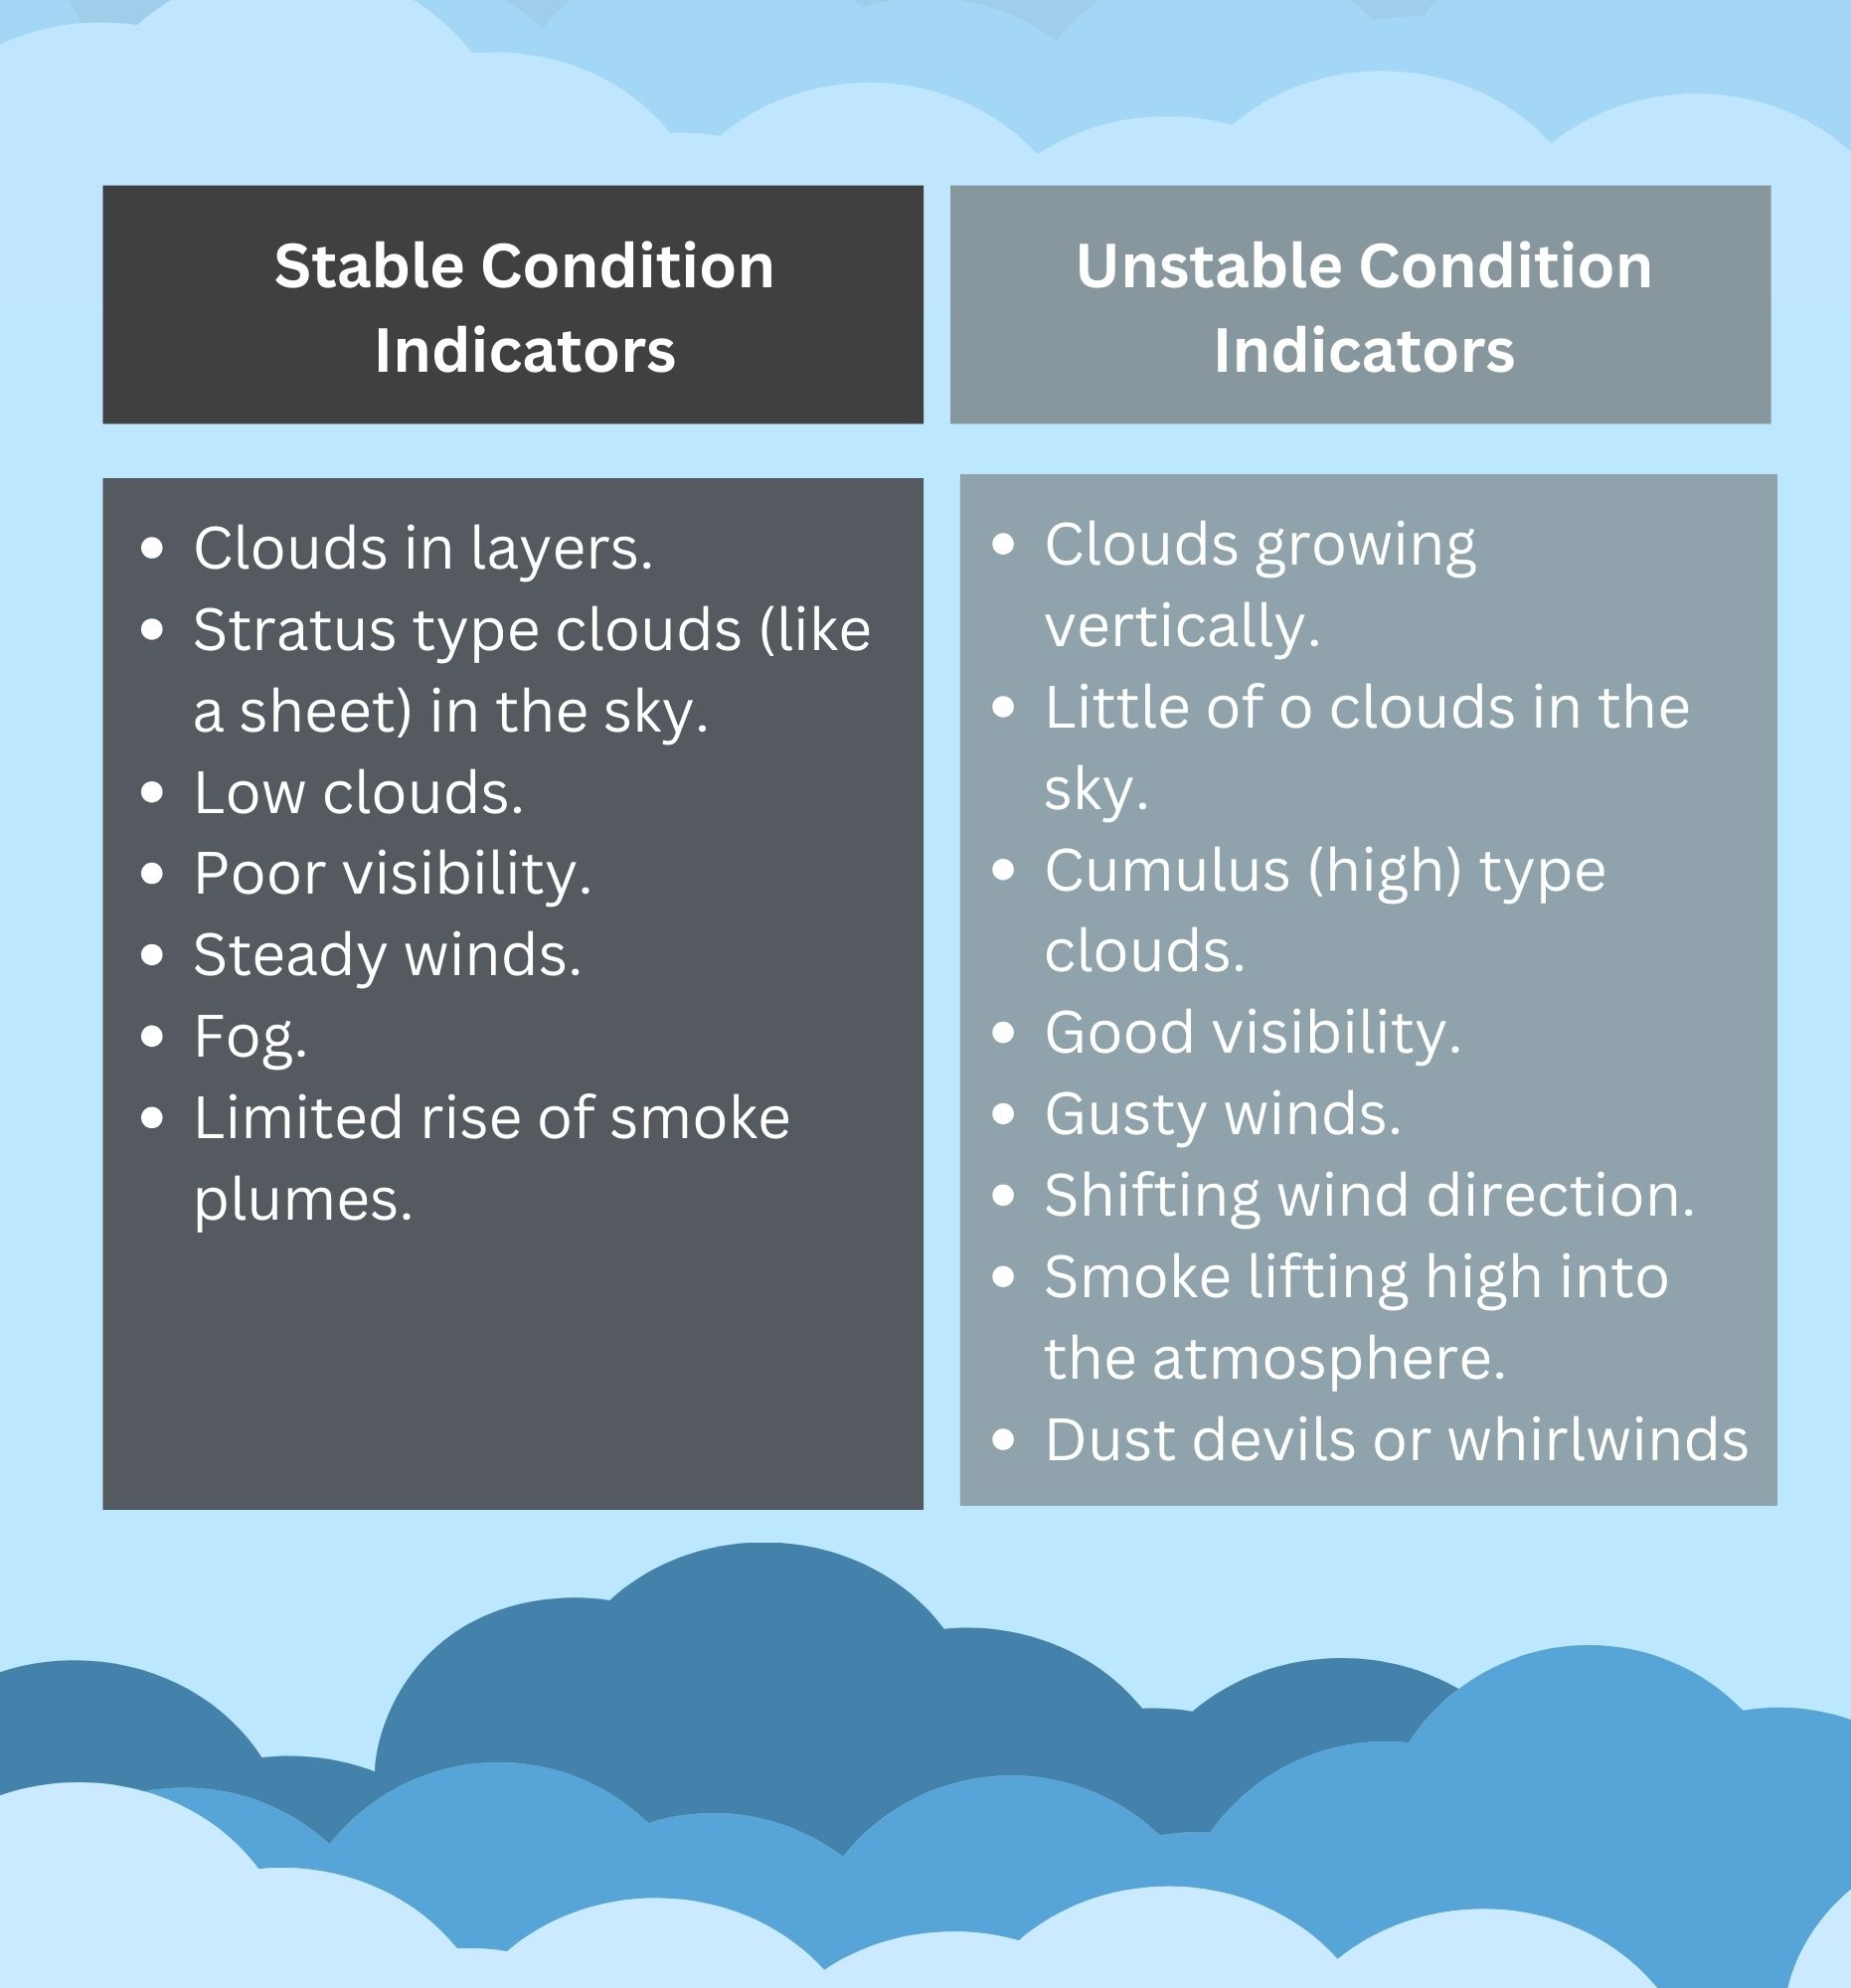 Stable Condition
Indicators
• Clouds in layers.
• Stratus type clouds (like
a sheet) in the sky.
• Low clouds.
• Poor visibility.
• Steady winds.
• Fog.
• Limited rise of smoke
plumes.
Unstable Condition
Indicators
• Clouds growing
vertically.
• Little of o clouds in the
sky.
• Cumulus (high) type
clouds.
• Good visibility.
• Gusty winds.
• Shifting wind direction.
• Smoke lifting high into
the atmosphere.
• Dust devils or whirlwinds